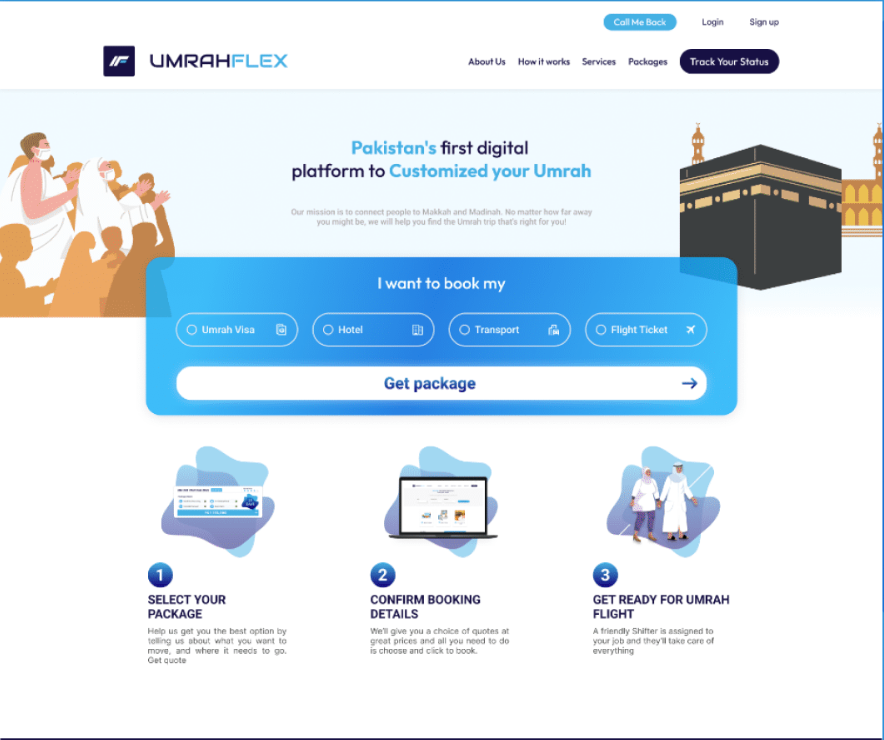 Call Me Back Login Sign up
UMRAHFLEX
About Us How it works Services Packages Track Your Status
Pakistan's first digital
platform to Customized your Umrah
Our mission is to connect people to Makkah and Madinah. No matter how far away
you might be, we will help you find the Umrah trip that's right for you!
I want to book my
Umrah Visa Hotel Transport Flight Ticket
Get package
1
SELECT YOUR
PACKAGE
Help us get you the best option by
telling us about what you want to
move, and where it needs to go.
Get quote
2
CONFIRM BOOKING
DETAILS
We'll give you a choice of quotes at
great prices and all you need to do
is choose and click to book.
3
GET READY FOR UMRAH
FLIGHT
A friendly Shifter is assigned to
your job and they'll take care of
everything